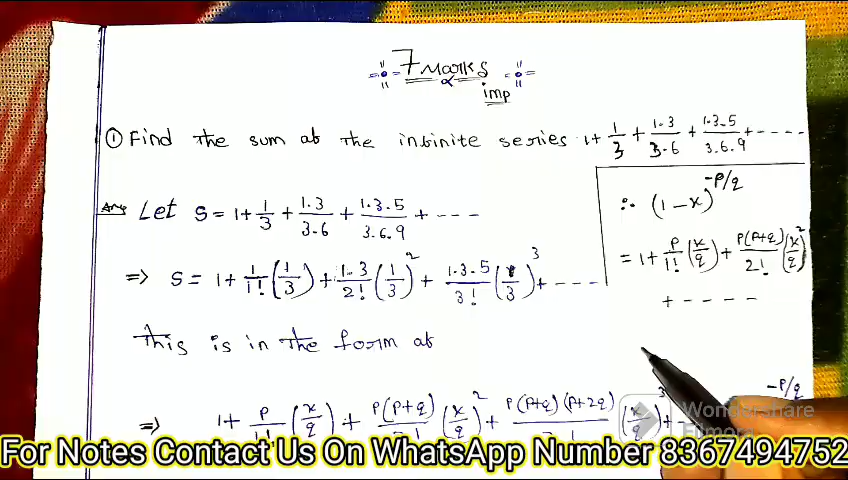 7 Marks
imp
① Find the sum of the infinite series 1+ 1/3 + 1.3/3.6 + 1.3.5/3.6.9 + ----
Ans Let S = 1+ 1/3 + 1.3/3.6 + 1.3.5/3.6.9 + ---
∴ (1-x)^-P/q
= 1+ P/1! (x/q) + P(P+q)/2! (x/q)^2
+ -----
⇒ S = 1+ 1/1! (1/3) + 1.3/2! (1/3)^2 + 1.3.5/3! (1/3)^3 + ----
This is in the form of
⇒ 1+ P/1! (x/q) + P(P+q)/2! (x/q)^2 + P(P+q)(P+2q)/3! (x/q)^3 +
-P/q
Wondershare
Filmora
For Notes Contact Us On WhatsApp Number 8367494752